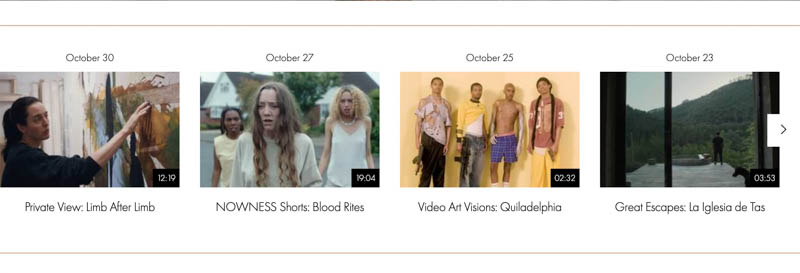 October 30
October 27
October 25
October 23
12:19
19:04
02:32
03:53
Private View: Limb After Limb
NOWNESS Shorts: Blood Rites
Video Art Visions: Quiladelphia
Great Escapes: La Iglesia de Tas